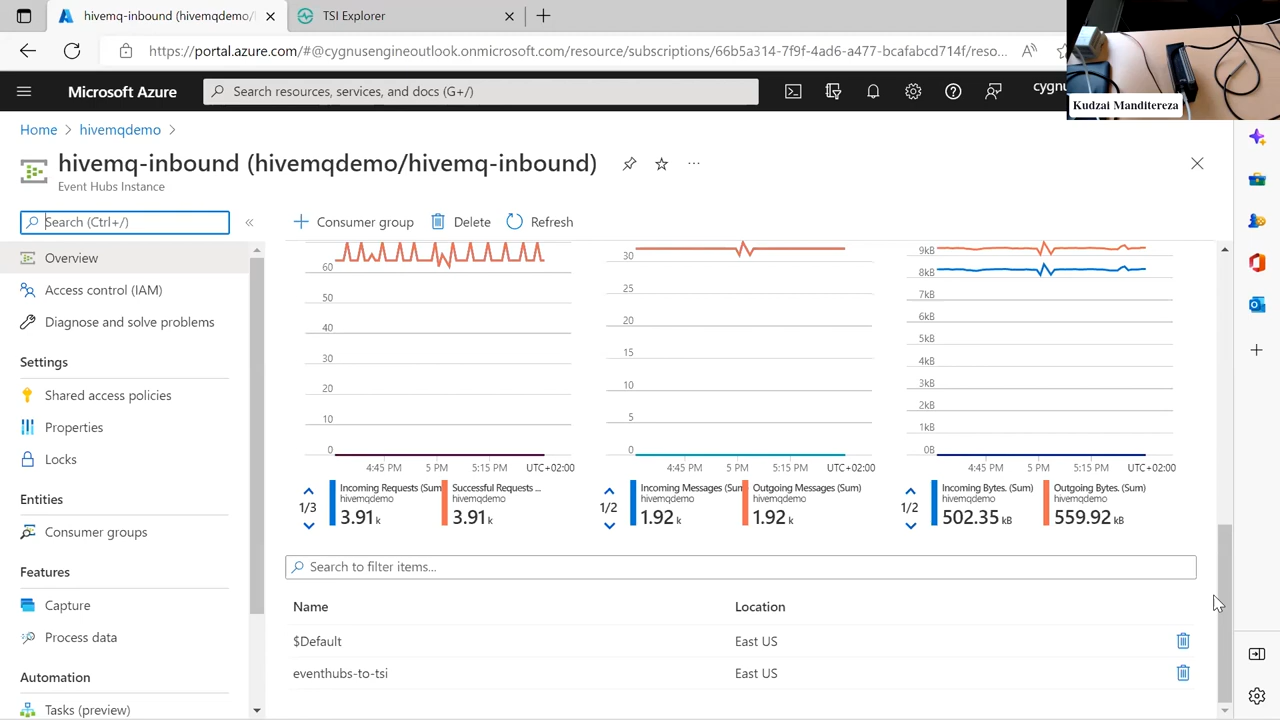 hivemq-inbound (hivemqdemo/hiv
TSI Explorer
https://portal.azure.com/#@cygnusengineoutlook.onmicrosoft.com/resource/subscriptions/66b5a314-7f9f-4ad6-a477-bcafabcd714f/reso...
Microsoft Azure
Search resources, services, and docs (G+/)
cygnu
Kudzai Manditereza
Home > hivemqdemo >
hivemq-inbound (hivemqdemo/hivemq-inbound)
Event Hubs Instance
Search (Ctrl+/)
Consumer group
Delete
Refresh
Overview
Access control (IAM)
Diagnose and solve problems
Settings
Shared access policies
Properties
Locks
Entities
Consumer groups
Features
Capture
Process data
Automation
Tasks (preview)
60
50
40
30
20
10
0
4:45 PM 5 PM 5:15 PM UTC+02:00
1/3
Incoming Requests (Sum
hivemqdemo
3.91 k
Successful Requests ...
hivemqdemo
3.91 k
30
25
20
15
10
5
0
4:45 PM 5 PM 5:15 PM UTC+02:00
1/2
Incoming Messages (Sum
hivemqdemo
1.92 k
Outgoing Messages (Sum)
hivemqdemo
1.92 k
9kB
8kB
7kB
6kB
5kB
4kB
3kB
2kB
1kB
0B
4:45 PM 5 PM 5:15 PM UTC+02:00
1/2
Incoming Bytes. (Sum)
hivemqdemo
502.35 kB
Outgoing Bytes. (Sum)
hivemqdemo
559.92 kB
Search to filter items...
Name Location
$Default East US
eventhubs-to-tsi East US